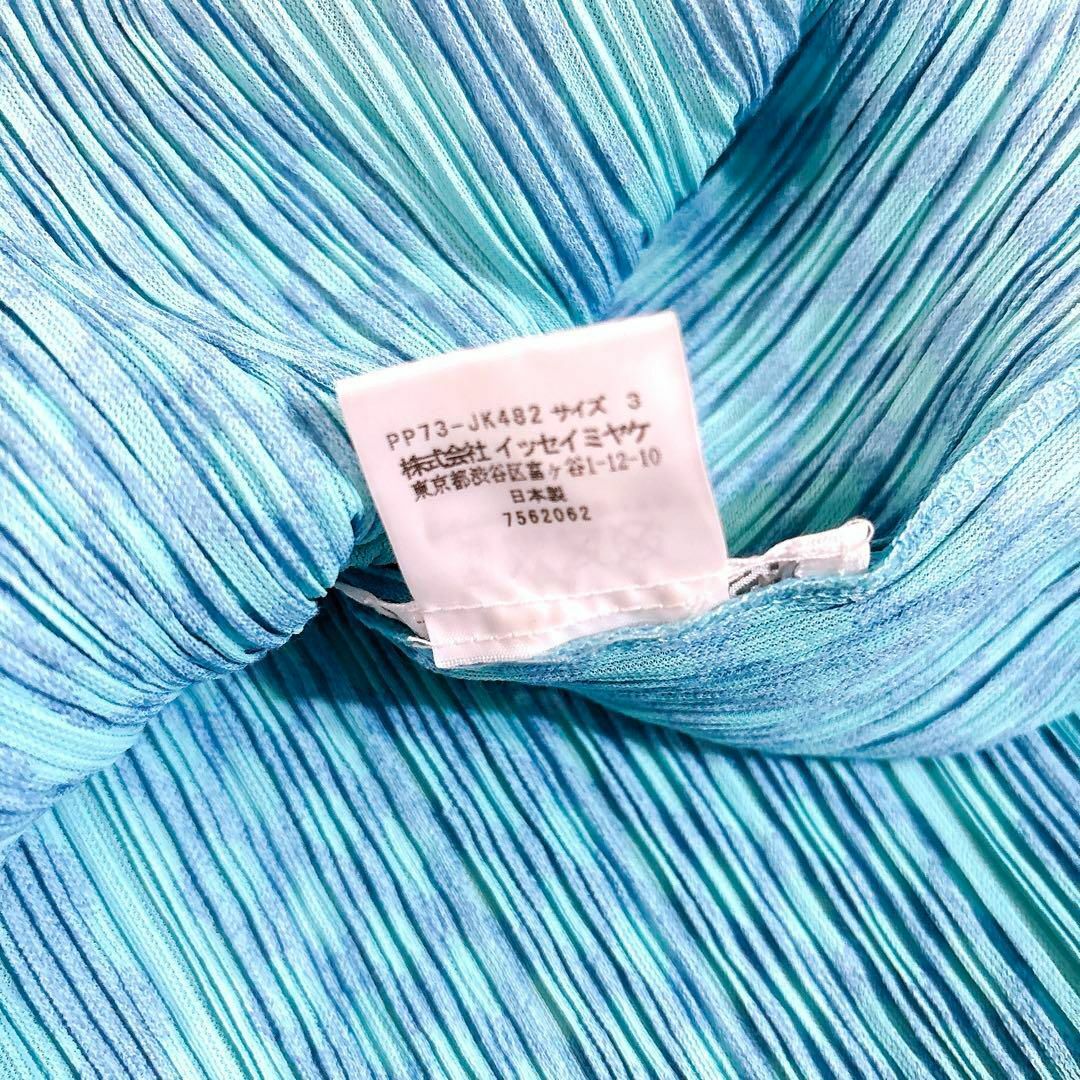 PP73-JK482 サイズ 3
株式会社 イッセイミヤケ
東京都渋谷区富ヶ谷1-12-10
日本製
7562062